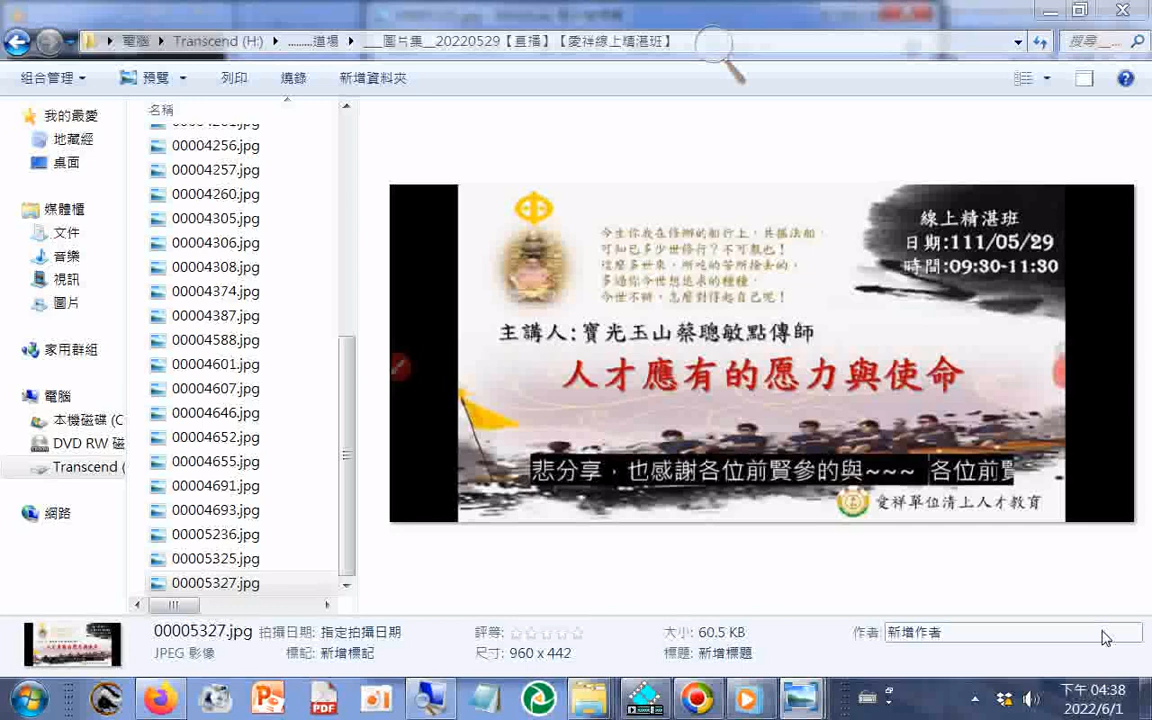 電腦 Transcend (H:) ........道場 ___圖片集__20220529【直播】【愛祥線上精湛班】
搜尋__...
組合管理 預覽 列印 燒錄 新增資料夾
名稱
我的最愛
地藏經
桌面
媒體櫃
文件
音樂
視訊
圖片
家用群組
電腦
本機磁碟 (C
DVD RW 磁
Transcend (
網路
00004256.jpg
00004257.jpg
00004260.jpg
00004305.jpg
00004306.jpg
00004308.jpg
00004374.jpg
00004387.jpg
00004588.jpg
00004601.jpg
00004607.jpg
00004646.jpg
00004652.jpg
00004655.jpg
00004691.jpg
00004693.jpg
00005236.jpg
00005325.jpg
00005327.jpg
今生你我在修辦的船行上，共攜法船，
可知已多少世修行？不可數也！
這麼多世來，所吃的苦所捨去的，
多過你今世想追求的種種，
今世不辦，怎麼對得起自己呢！
線上精湛班
日期:111/05/29
時間:09:30-11:30
主講人:寶光玉山蔡聰敏點傳師
人才應有的愿力與使命
悲分享，也感謝各位前賢參的與~~~ 各位前賢
愛祥單位清上人才教育
00005327.jpg 拍攝日期: 指定拍攝日期 評等: 大小: 60.5 KB 作者: 新增作者
JPEG 影像 標記: 新增標記 尺寸: 960 x 442 標題: 新增標題
下午 04:38
2022/6/1